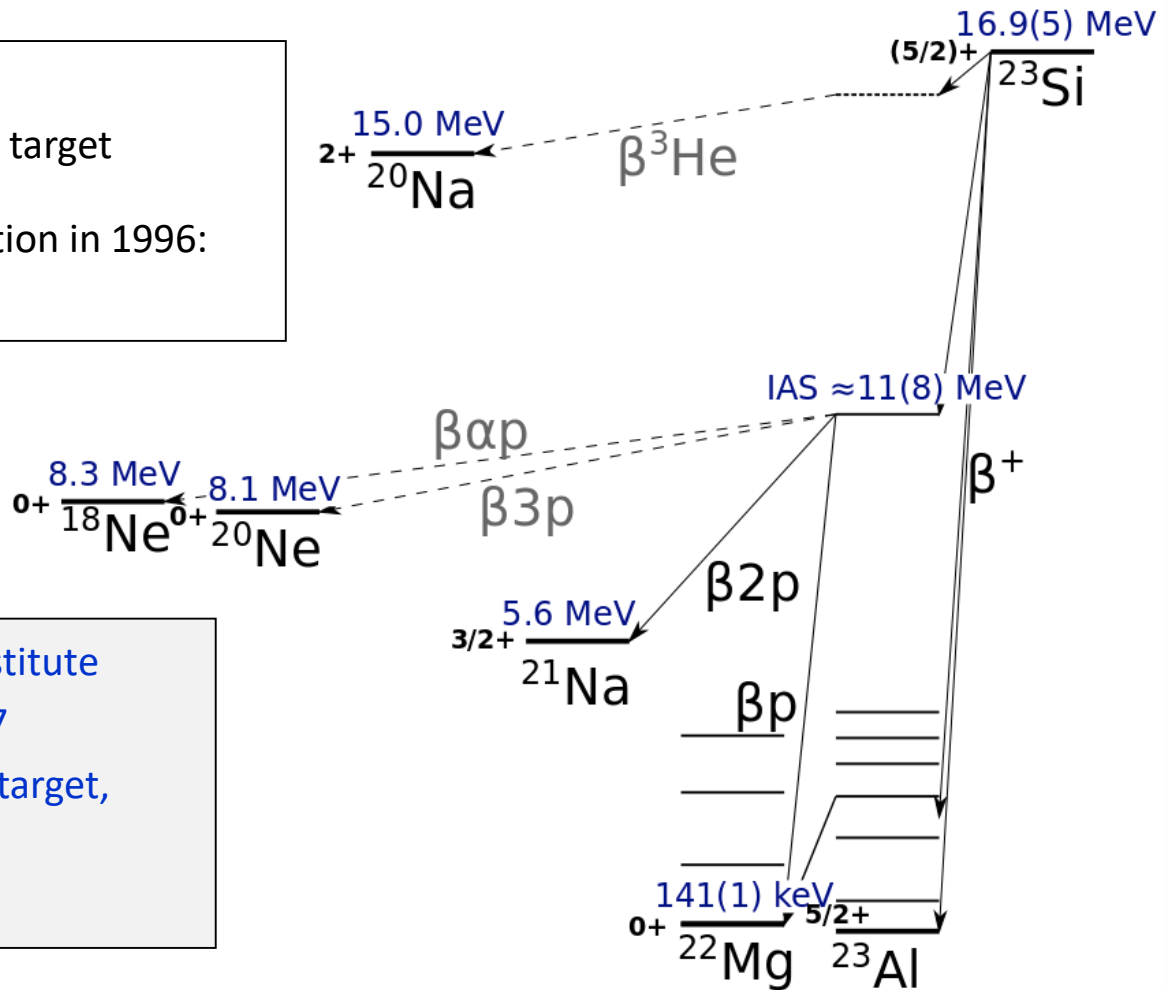 target
tion in 1996:
stitute
target,
16.9(5) MeV
(5/2)+
²³Si
15.0 MeV
2+
²⁰Na
β³He
IAS ≈11(8) MeV
βαp
β3p
β⁺
8.3 MeV
0+
¹⁸Ne
8.1 MeV
0+
²⁰Ne
β2p
5.6 MeV
3/2+
²¹Na
βp
141(1) keV
0+
²²Mg
5/2+
²³Al